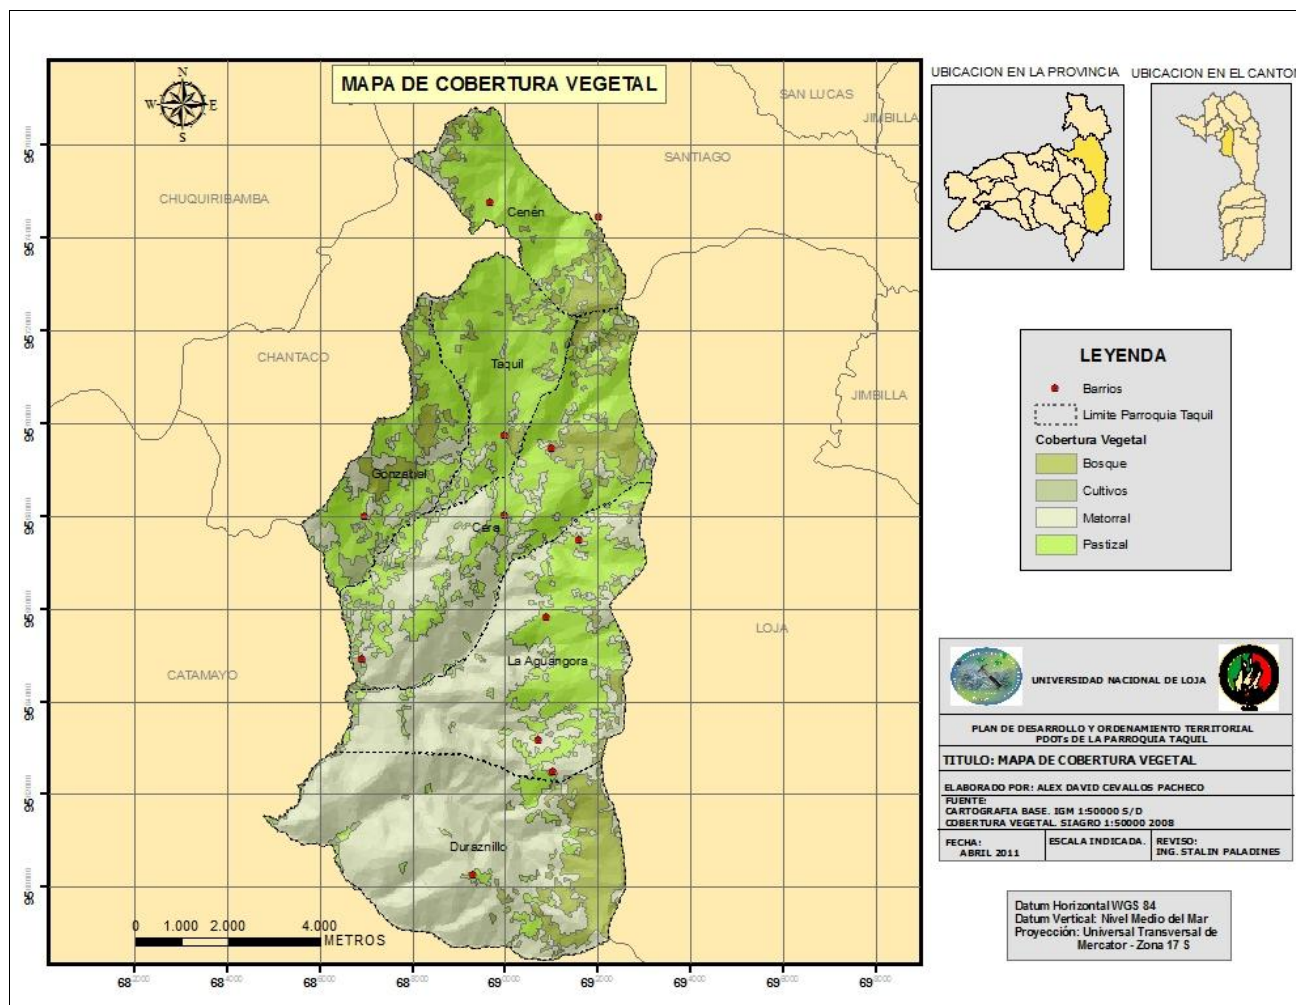 MAPA DE COBERTURA VEGETAL
N
W E
S
SAN LUCAS
JIMBILLA
SANTIAGO
CHUQUIRIBAMBA
Cenén
CHANTACO
Taquil
JIMBILLA
Gonzabel
Cera
LOJA
La Aguangora
CATAMAYO
Duraznillo
0 1.000 2.000 4.000
METROS
UBICACION EN LA PROVINCIA
UBICACION EN EL CANTON
LEYENDA
Barrios
Limite Parroquia Taquil
Cobertura Vegetal
Bosque
Cultivos
Matorral
Pastizal
UNIVERSIDAD NACIONAL DE LOJA
PLAN DE DESARROLLO Y ORDENAMIENTO TERRITORIAL
PDOTs DE LA PARROQUIA TAQUIL
TITULO: MAPA DE COBERTURA VEGETAL
ELABORADO POR: ALEX DAVID CEVALLOS PACHECO
FUENTE:
CARTOGRAFIA BASE. IGM 1:50000 S/D
COBERTURA VEGETAL. SIAGRO 1:50000 2008
FECHA:
ABRIL 2011
ESCALA INDICADA.
REVISO:
ING. STALIN PALADINES
Datum Horizontal WGS 84
Datum Vertical: Nivel Medio del Mar
Proyección: Universal Transversal de
Mercator - Zona 17 S